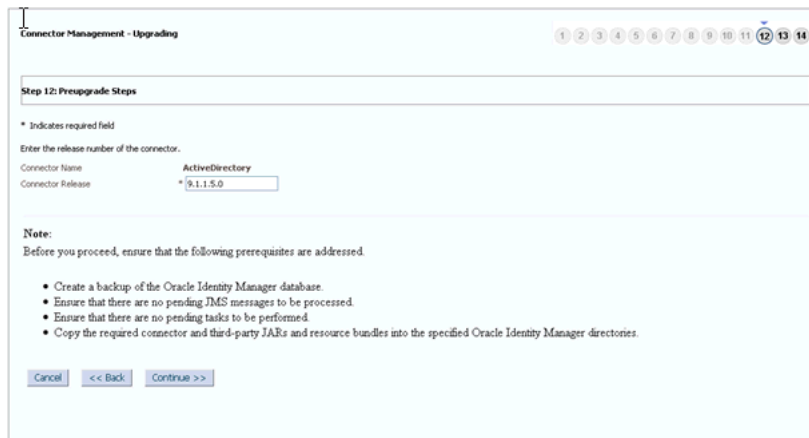 Connector Management - Upgrading
1 2 3 4 5 6 7 8 9 10 11 12 13 14
Step 12: Preupgrade Steps
* Indicates required field
Enter the release number of the connector.
Connector Name ActiveDirectory
Connector Release * 9.1.1.5.0
Note:
Before you proceed, ensure that the following prerequisites are addressed.
• Create a backup of the Oracle Identity Manager database.
• Ensure that there are no pending JMS messages to be processed.
• Ensure that there are no pending tasks to be performed.
• Copy the required connector and third-party JARs and resource bundles into the specified Oracle Identity Manager directories.
Cancel << Back Continue >>